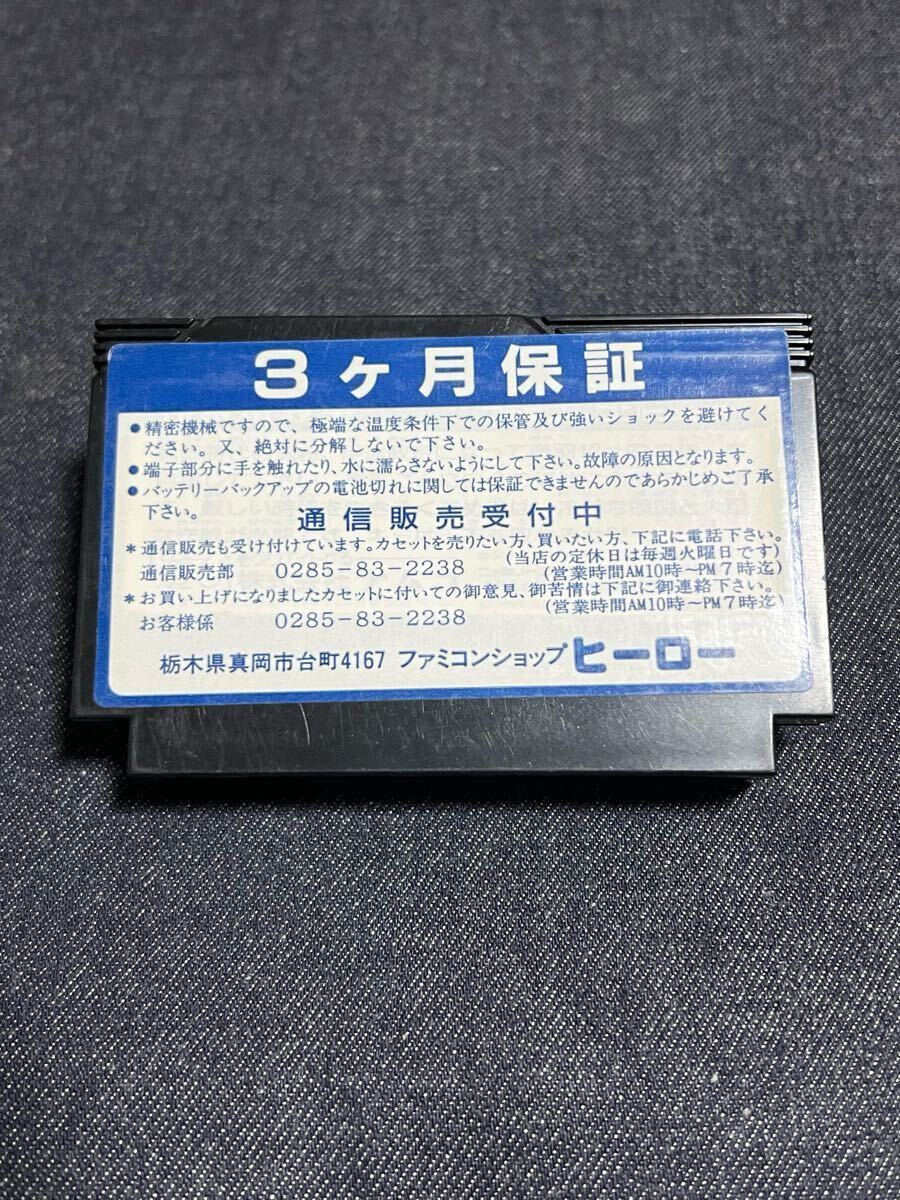 3ヶ月保証
●精密機械ですので、極端な温度条件下での保管及び強いショックを避けてく
ださい。又、絶対に分解しないで下さい。
●端子部分に手を触れたり、水に濡らさないようにして下さい。故障の原因となります。
●バッテリーバックアップの電池切れに関しては保証できませんのであらかじめご了承
下さい。
通信販売受付中
*通信販売も受け付けています。カセットを売りたい方、買いたい方、下記に電話下さい。
(当店の定休日は毎週火曜日です)
通信販売部 0285-83-2238 (営業時間AM10時〜PM7時迄)
*お買い上げになりましたカセットに付いての御意見、御苦情は下記に御連絡下さい。
お客様係 0285-83-2238 (営業時間AM10時〜PM7時迄)
栃木県真岡市台町4167 ファミコンショップ ヒーロー